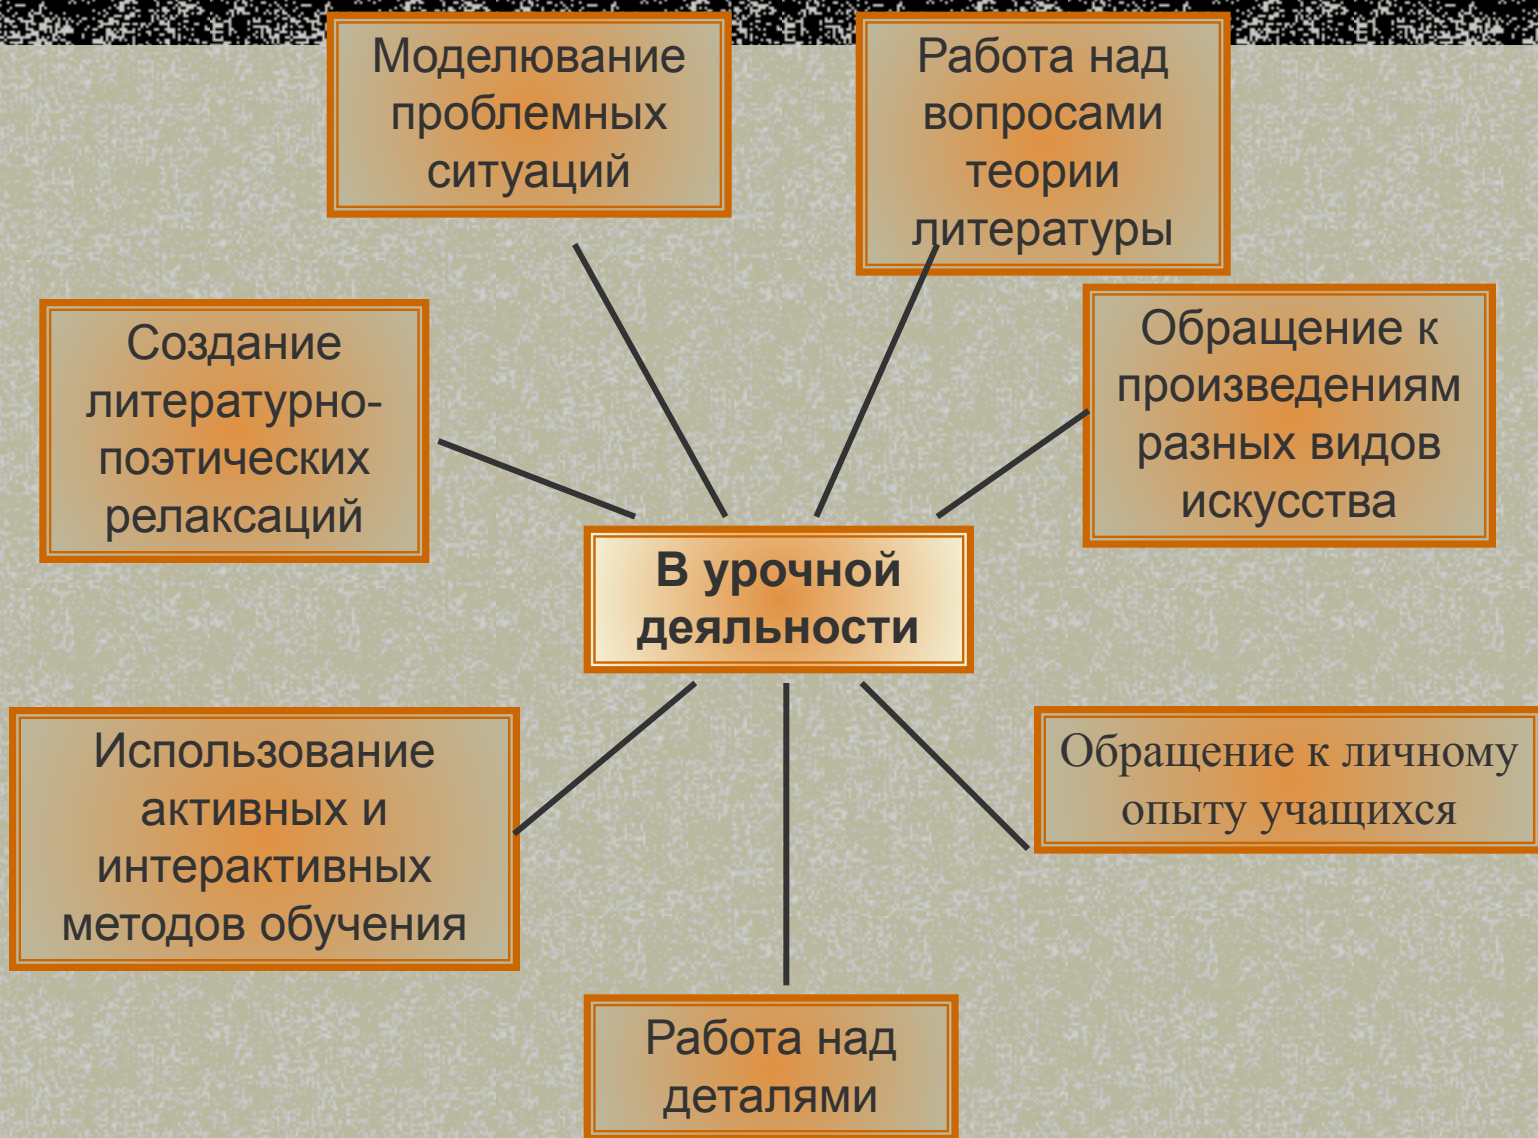 Моделювание
проблемных
ситуаций
Работа над
вопросами
теории
литературы
Создание
литературно-
поэтических
релаксаций
Обращение к
произведениям
разных видов
искусства
В урочной
деяльности
Использование
активных и
интерактивных
методов обучения
Обращение к личному
опыту учащихся
Работа над
деталями